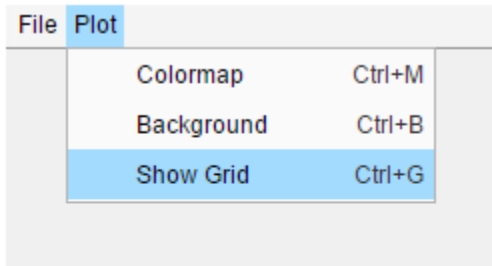 File Plot
Colormap Ctrl+M
Background Ctrl+B
Show Grid Ctrl+G